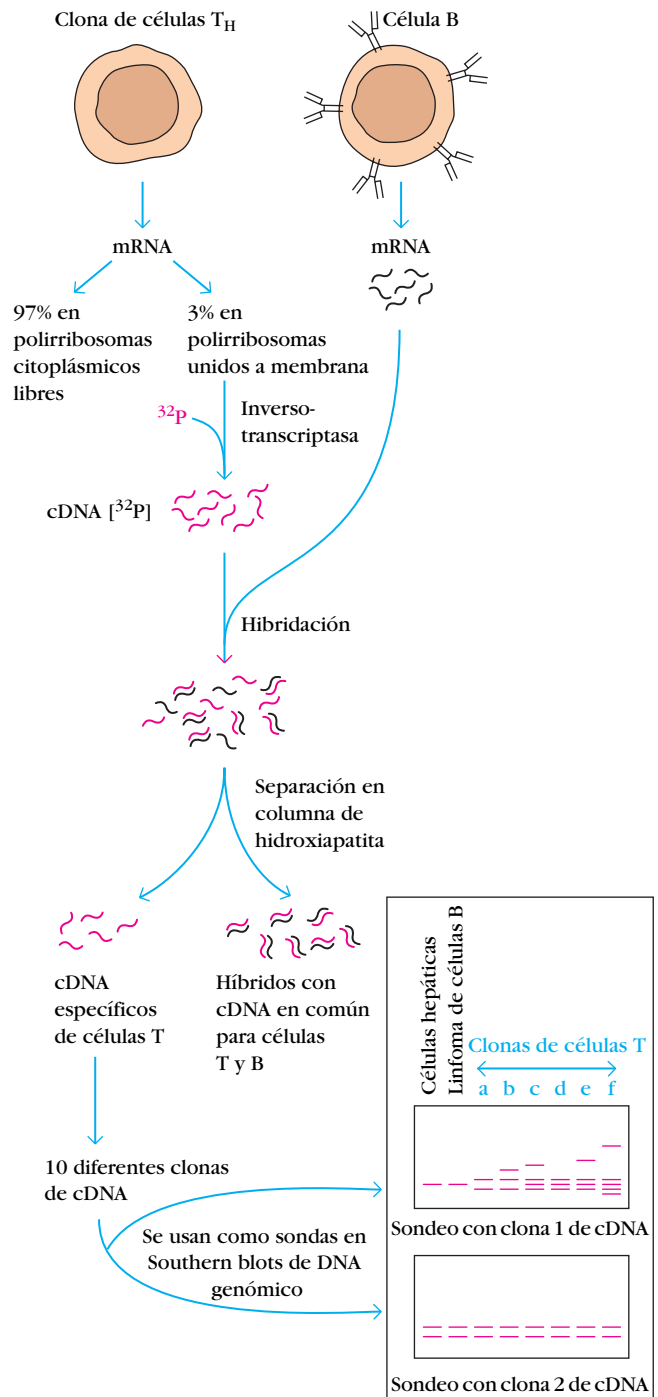 Clona de células T_H
Célula B
mRNA
mRNA
97% en
polirribosomas
citoplásmicos
libres
3% en
polirribosomas
unidos a membrana
³²P
Inverso-
transcriptasa
cDNA [³²P]
Hibridación
Separación en
columna de
hidroxiapatita
cDNA
específicos
de células T
Híbridos con
cDNA en común
para células
T y B
10 diferentes clonas
de cDNA
Se usan como sondas en
Southern blots de DNA
genómico
Células hepáticas
Linfoma de células B
Clonas de células T
a b c d e f
Sondeo con clona 1 de cDNA
Sondeo con clona 2 de cDNA